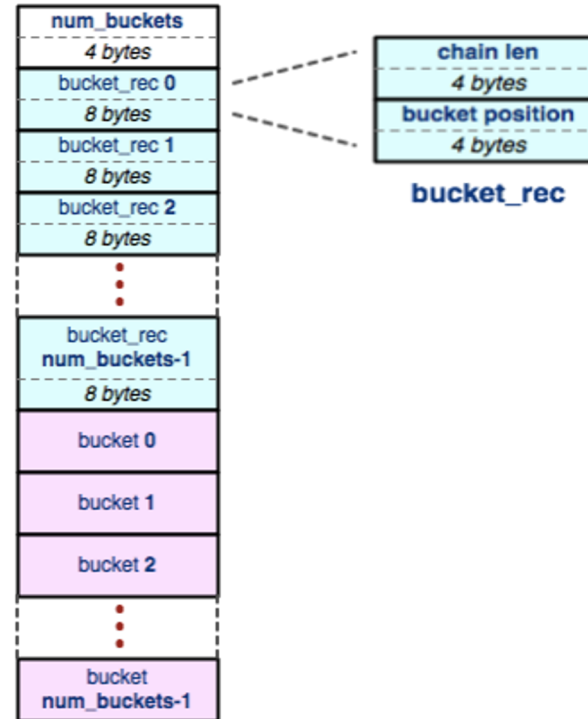 num_buckets
4 bytes
bucket_rec 0
8 bytes
bucket_rec 1
8 bytes
bucket_rec 2
8 bytes
bucket_rec
num_buckets-1
8 bytes
bucket 0
bucket 1
bucket 2
bucket
num_buckets-1
chain len
4 bytes
bucket position
4 bytes
bucket_rec